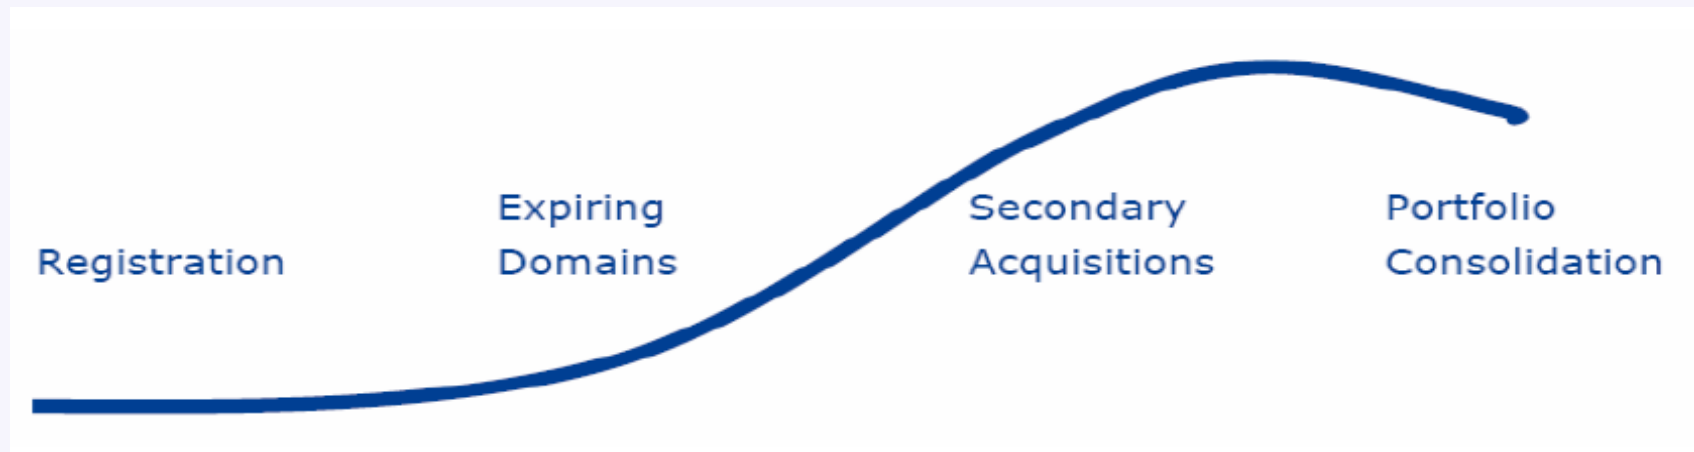 Registration
Expiring
Domains
Secondary
Acquisitions
Portfolio
Consolidation